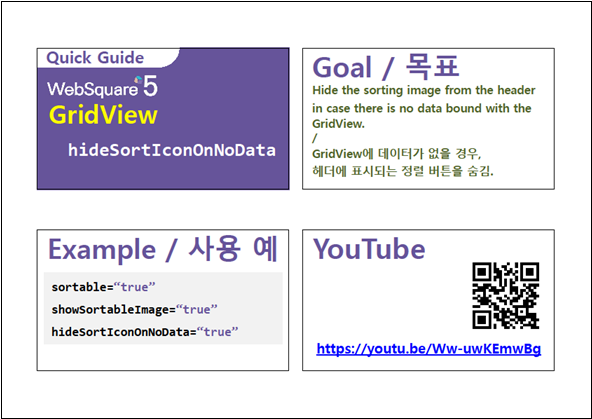 Quick Guide
WebSquare 5
GridView
hideSortIconOnNoData
Goal / 목표
Hide the sorting image from the header
in case there is no data bound with the
GridView.
/
GridView에 데이터가 없을 경우,
헤더에 표시되는 정렬 버튼을 숨김.
Example / 사용 예
sortable=“true”
showSortableImage=“true”
hideSortIconOnNoData=“true”
YouTube
https://youtu.be/Ww-uwKEmwBg